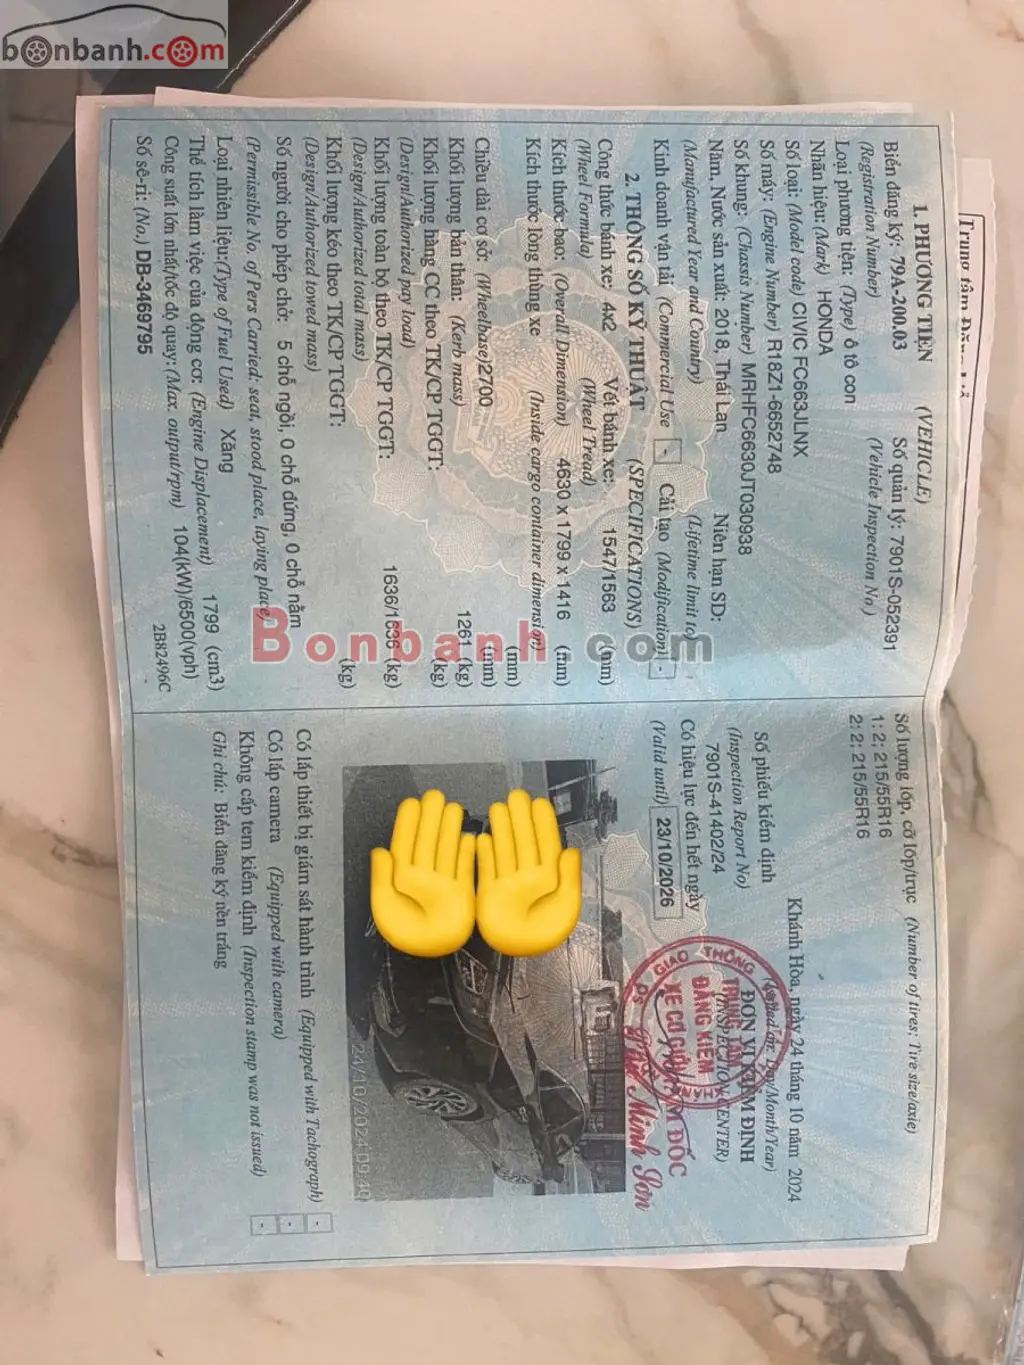 bonbanh.com
1. PHƯƠNG TIỆN (VEHICLE)
Biển đăng ký: 79A-200.03 Số quản lý: 7901S-052391
(Registration Number) (Vehicle Inspection No)
Loại phương tiện: (Type) ô tô con
Nhãn hiệu: (Mark) HONDA
Số loại: (Model code) CIVIC FC663JLNX
Số máy: (Engine Number) R18Z1-6652748
Số khung: (Chassis Number) MRHFC6630JT030938
Năm, Nước sản xuất: 2018, Thái Lan Niên hạn SD:
(Manufactured Year and Country) (Lifetime limit to)
Kinh doanh vận tải (Commercial Use - Cải tạo (Modification) -
2. THÔNG SỐ KỸ THUẬT (SPECIFICATIONS)
Công thức bánh xe: 4x2 Vết bánh xe: 1547/1563 (mm)
(Wheel Formula) (Wheel Tread)
Kích thước bao: (Overall Dimension) 4630 x 1799 x 1416 (mm)
Kích thước lòng thùng xe (Inside cargo container dimension)
(mm)
Chiều dài cơ sở: (Wheelbase)2700 (mm)
Khối lượng bản thân: (Kerb mass) 1261 (kg)
Khối lượng hàng CC theo TK/CP TGGT:
(Design/Authorized pay load)
Khối lượng toàn bộ theo TK/CP TGGT: 1636/1636 (kg)
(Design/Authorized total mass)
Khối lượng kéo theo TK/CP TGGT: (kg)
(Design/Authorized towed mass)
Số người cho phép chở: 5 chỗ ngồi, 0 chỗ đứng, 0 chỗ nằm
(Permissible No. of Pers Carried: seat, stood place, laying place)
Loại nhiên liệu:(Type of Fuel Used) Xăng
Thể tích làm việc của động cơ: (Engine Displacement) 1799 (cm3)
Công suất lớn nhất/tốc độ quay:(Max. output/rpm) 104(kW)/6500(vph)
Số sê-ri: (No.) DB-3469795 2B82496C
Số lượng lốp, cỡ lốp/trục (Number of tires; Tire size/axle)
1: 2; 215/55R16
2: 2; 215/55R16
Số phiếu kiểm định
(Inspection Report No)
7901S-41402/24
Có hiệu lực đến hết ngày
(Valid until) 23/10/2026
Khánh Hòa, ngày 24 tháng 10 năm 2024
Day/Month/Year)
ĐƠN VỊ KIỂM ĐỊNH
(INSPECTION CENTER)
GIAO THÔNG
TRUNG TÂM
ĐĂNG KIỂM
XE CƠ GIỚI
ĐỐC
Minh Sơn
24/10/2024 09:40
Có lắp thiết bị giám sát hành trình (Equipped with Tachograph) -
Có lắp camera (Equipped with camera) -
Không cấp tem kiểm định (Inspection stamp was not issued) -
Ghi chú: Biển đăng ký nền trắng
Bonbanh.com
Trung tâm Đăng